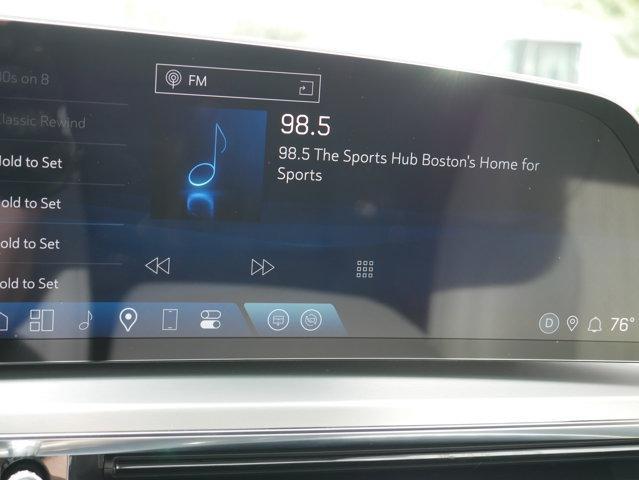 FM
0s on 8
Classic Rewind
98.5
98.5 The Sports Hub Boston's Home for
Sports
old to Set
old to Set
old to Set
old to Set
D
76°